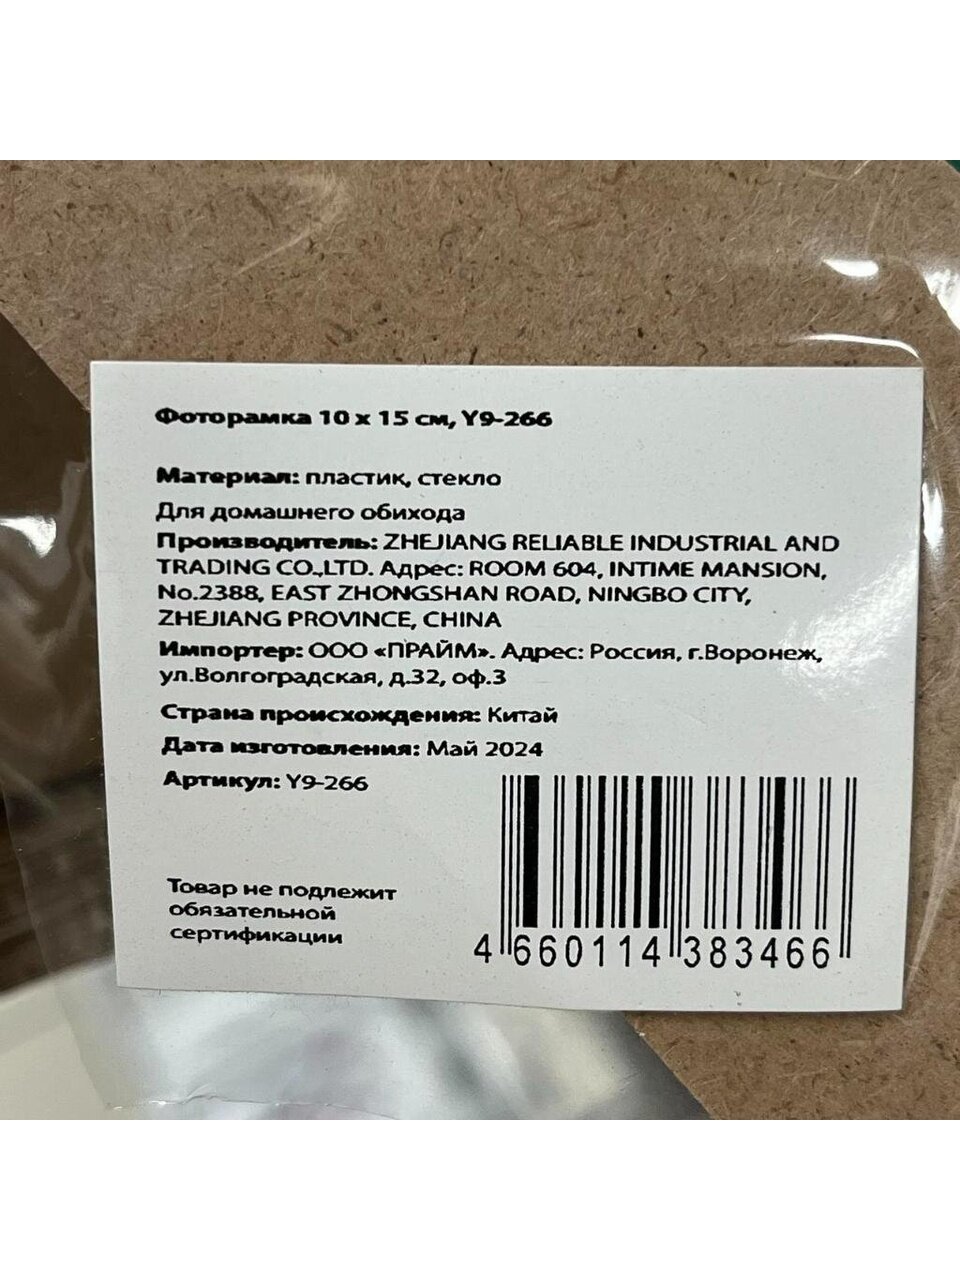 Фоторамка 10 х 15 см, Y9-266
Материал: пластик, стекло
Для домашнего обихода
Производитель: ZHEJIANG RELIABLE INDUSTRIAL AND
TRADING CO.,LTD. Адрес: ROOM 604, INTIME MANSION,
No.2388, EAST ZHONGSHAN ROAD, NINGBO CITY,
ZHEJIANG PROVINCE, CHINA
Импортер: ООО «ПРАЙМ». Адрес: Россия, г.Воронеж,
ул.Волгоградская, д.32, оф.3
Страна происхождения: Китай
Дата изготовления: Май 2024
Артикул: Y9-266
Товар не подлежит
обязательной
сертификации
4 660114 383466